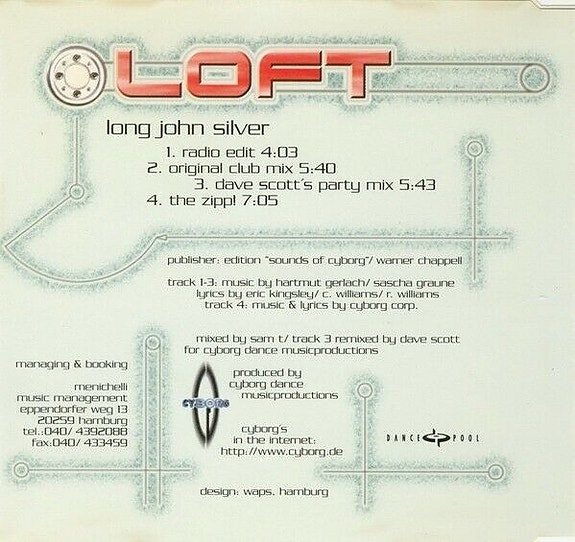 LOFT
long john silver
1. radio edit 4:03
2. original club mix 5:40
3. dave scott's party mix 5:43
4. the zipp! 7:05
publisher: edition "sounds of cyborg"/ warner chappell
track 1-3: music by hartmut gerlach/ sascha graune
lyrics by eric kingsley/ c. williams/ r. williams
track 4: music & lyrics by cyborg corp.
mixed by sam t/ track 3 remixed by dave scott
for cyborg dance musicproductions
managing & booking
menichelli
music management
eppendorfer weg 13
20259 hamburg
tel.:040/ 4392088
fax:040/ 433459
CYBORG
produced by
cyborg dance
musicproductions
cyborg's
in the internet:
http://www.cyborg.de
DANCE POOL
design: waps. hamburg